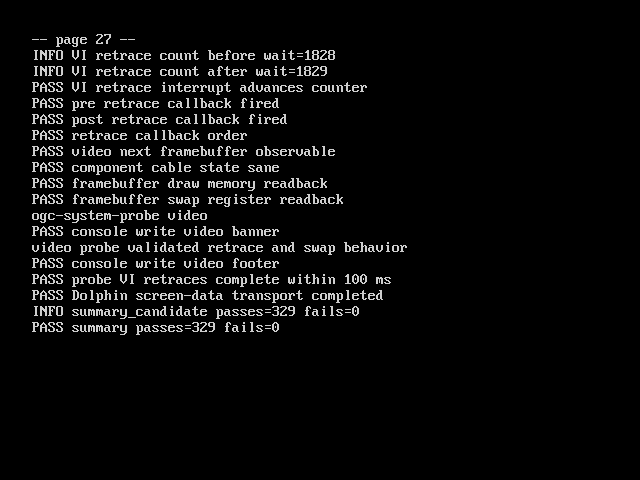 -- page 27 --
INFO VI retrace count before wait=1828
INFO VI retrace count after wait=1829
PASS VI retrace interrupt advances counter
PASS pre retrace callback fired
PASS post retrace callback fired
PASS retrace callback order
PASS video next framebuffer observable
PASS component cable state sane
PASS framebuffer draw memory readback
PASS framebuffer swap register readback
ogc-system-probe video
PASS console write video banner
video probe validated retrace and swap behavior
PASS console write video footer
PASS probe VI retraces complete within 100 ms
PASS Dolphin screen-data transport completed
INFO summary_candidate passes=329 fails=0
PASS summary passes=329 fails=0